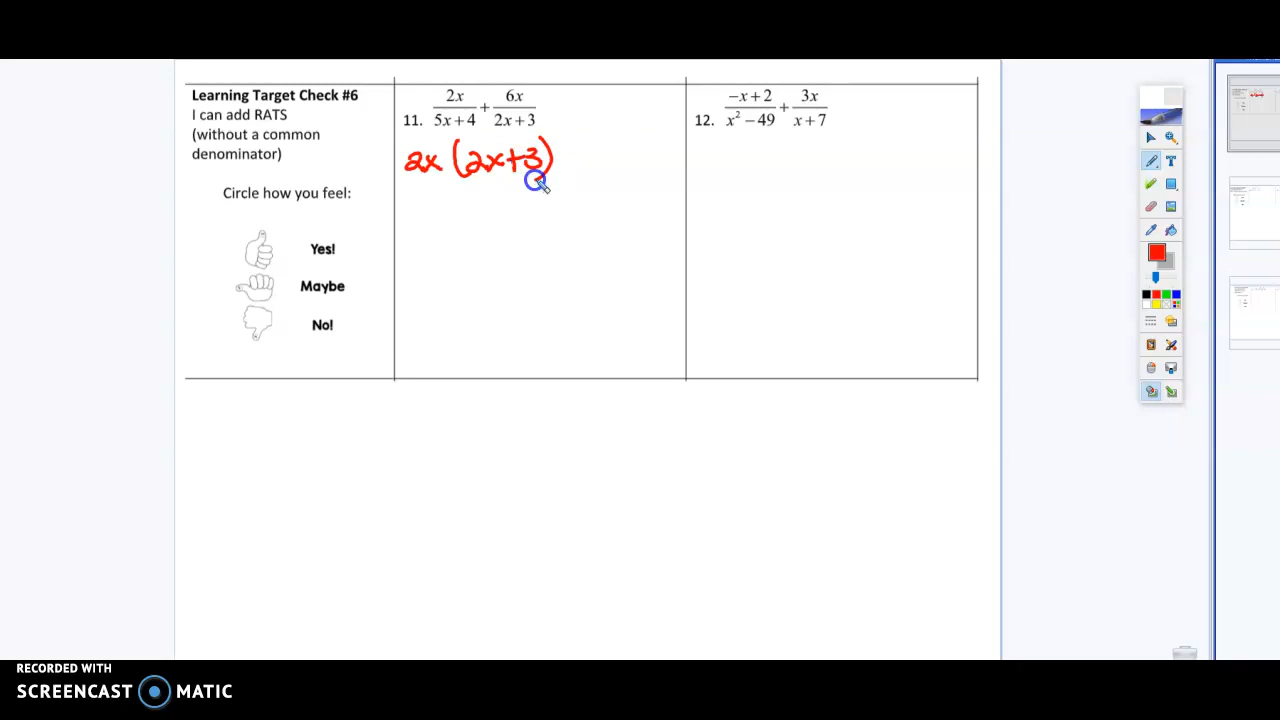 Learning Target Check #6
I can add RATS
(without a common
denominator)
Circle how you feel:
Yes!
Maybe
No!
11. 2x/(5x+4) + 6x/(2x+3)
2x (2x+3)
12. (−x+2)/(x² − 49) + 3x/(x+7)
RECORDED WITH
SCREENCAST MATIC